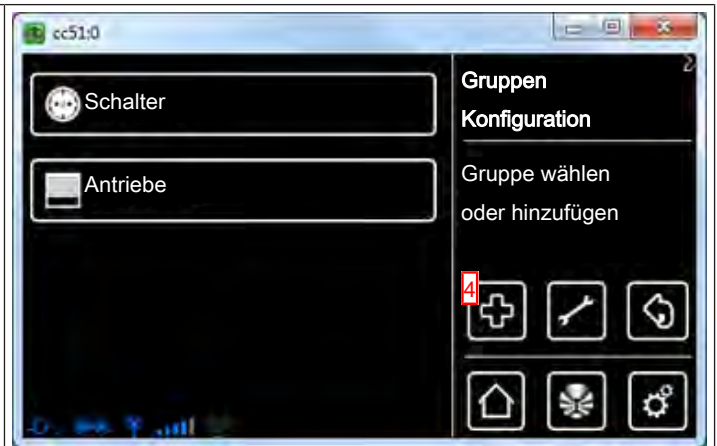 cc51:0
Schalter
Antriebe
Gruppen
Konfiguration
Gruppe wählen
oder hinzufügen
4